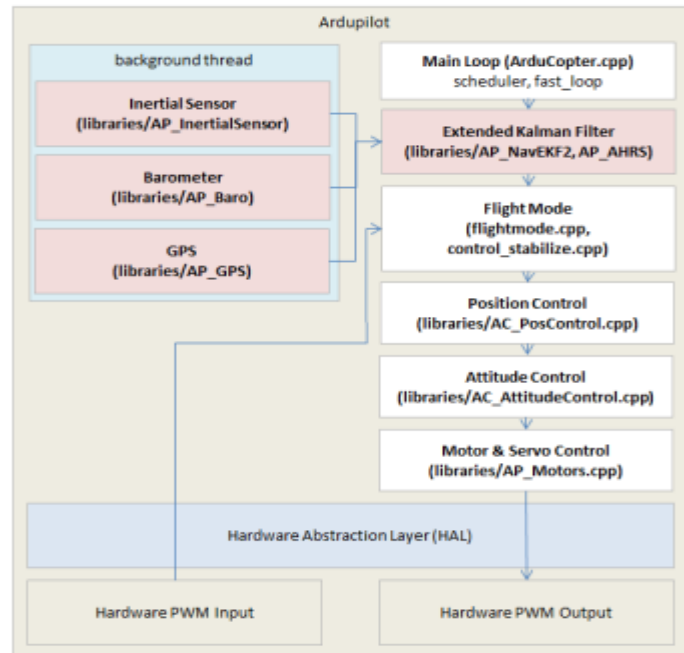 Ardupilot
background thread
Inertial Sensor
(libraries/AP_InertialSensor)
Barometer
(libraries/AP_Baro)
GPS
(libraries/AP_GPS)
Main Loop (ArduCopter.cpp)
scheduler, fast_loop
Extended Kalman Filter
(libraries/AP_NavEKF2, AP_AHRS)
Flight Mode
(flightmode.cpp,
control_stabilize.cpp)
Position Control
(libraries/AC_PosControl.cpp)
Attitude Control
(libraries/AC_AttitudeControl.cpp)
Motor & Servo Control
(libraries/AP_Motors.cpp)
Hardware Abstraction Layer (HAL)
Hardware PWM Input
Hardware PWM Output